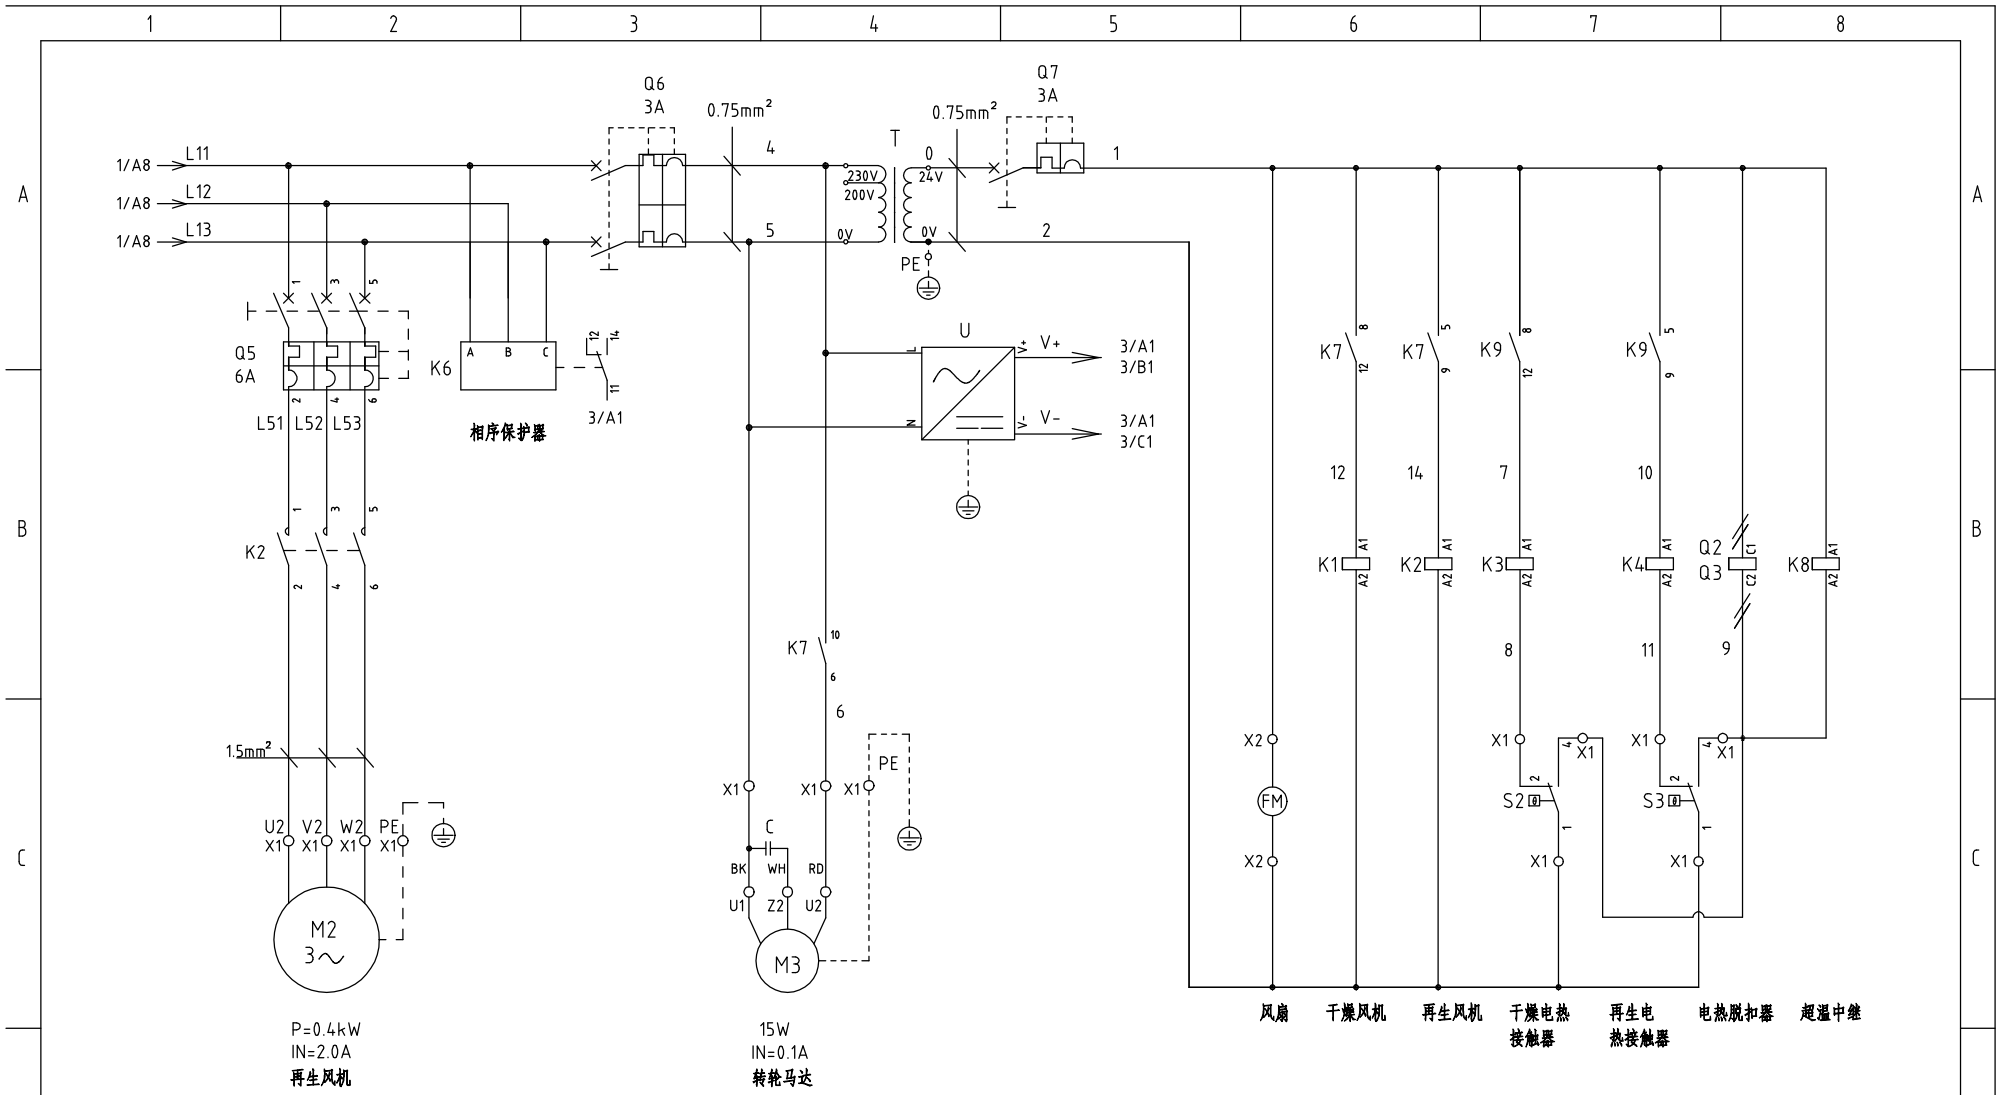 1 2 3 4 5 6 7 8
A
A
B
B
C
C
1/A8 L11
1/A8 L12
1/A8 L13
Q6
3A
0.75mm²
4
5
T
230V
200V
0V
0
24V
0V
PE
0.75mm²
Q7
3A
1
2
1 3 5
Q5
6A
2 4 6
L51 L52 L53
K6
A B C
相序保护器
12 14
11
3/A1
U
L
N
V+ V+
V- V-
3/A1
3/B1
3/A1
3/C1
1 3 5
K2
2 4 6
1.5mm²
U2 V2 W2 PE
X1 X1 X1 X1
M2
3
P=0.4kW
IN=2.0A
再生风机
K7
10
6
6
PE
X1 X1 X1
C
BK WH RD
U1 Z2 U2
M3
15W
IN=0.1A
转轮马达
K7 8 12
K7 5 9
K9 8 12
K9 5 9
12 14 7 10
K1 A1 A2
K2 A1 A2
K3 A1 A2
K4 A1 A2
Q2
Q3
C1 C2
K8 A1 A2
8 11 9
X2
FM
X2
X1 4 X1
2
S2
1
X1
X1 4 X1
2
S3
1
X1
风扇 干燥风机 再生风机 干燥电热 再生电 电热脱扣器 超温中继
接触器 热接触器